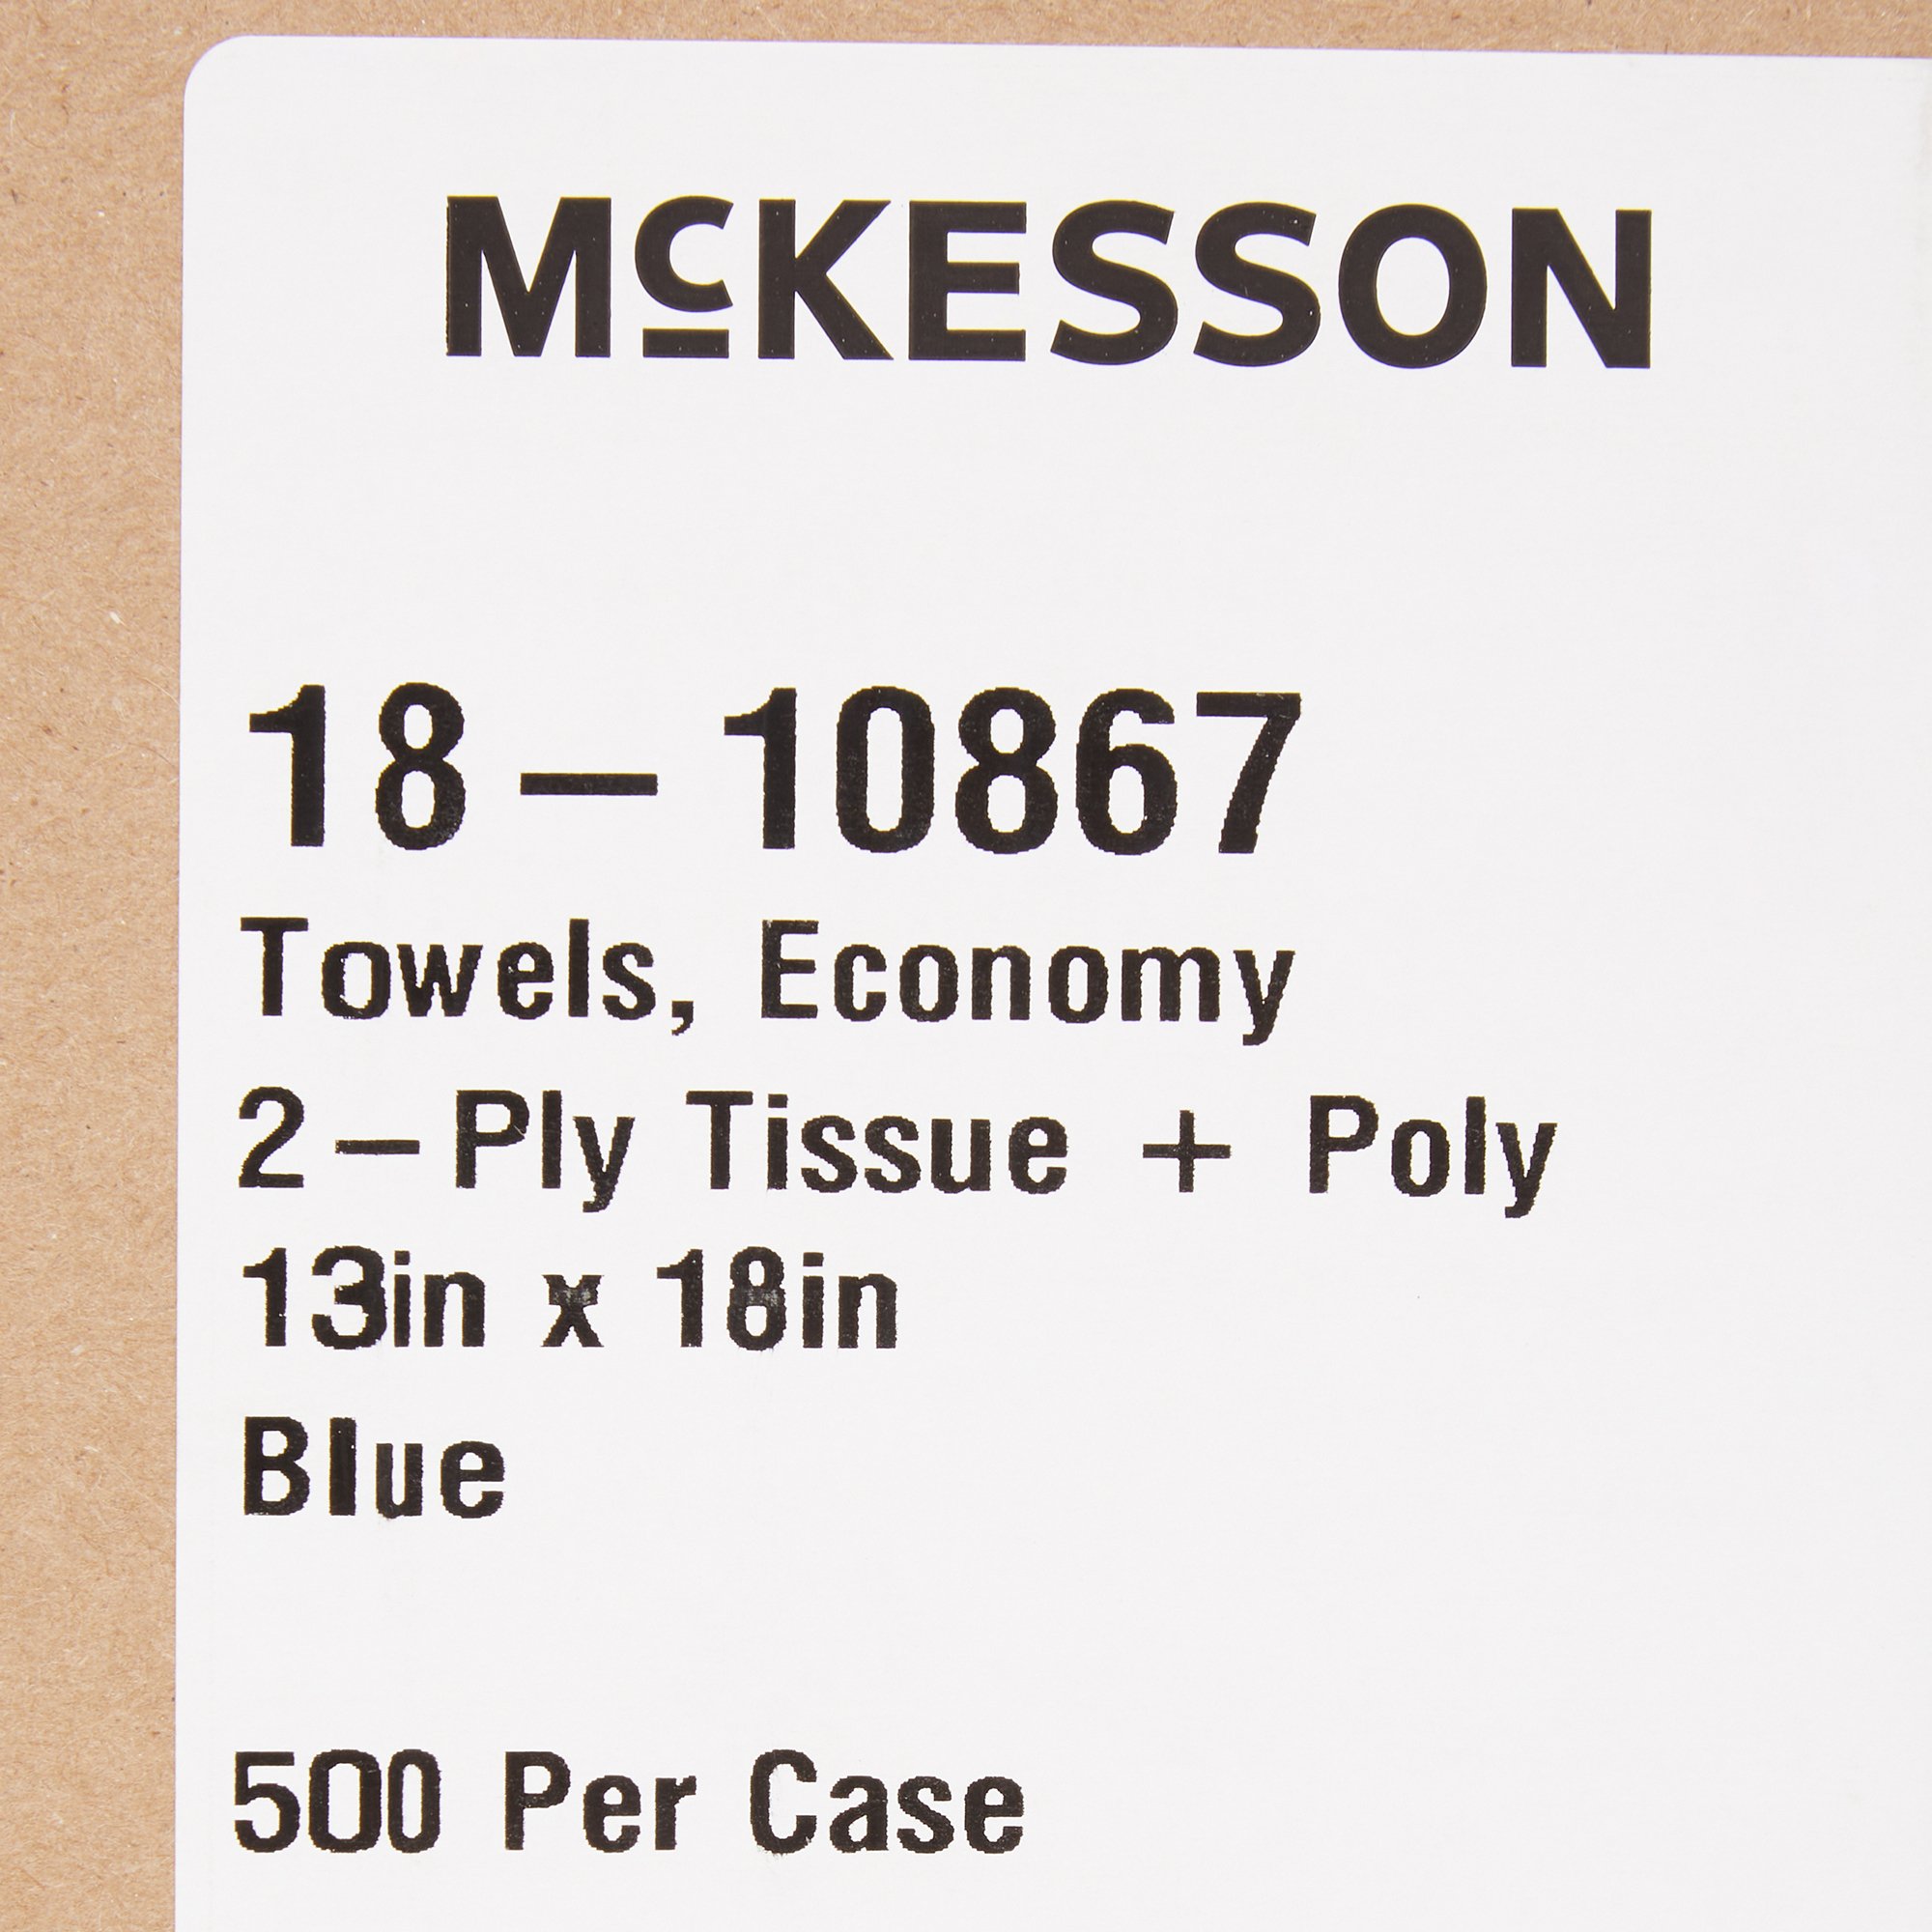 McKESSON
18-10867
Towels, Economy
2-Ply Tissue + Poly
13in x 18in
Blue
500 Per Case